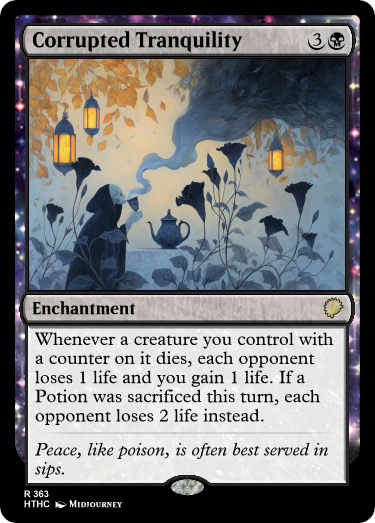 Corrupted Tranquility 3
Enchantment
Whenever a creature you control with
a counter on it dies, each opponent
loses 1 life and you gain 1 life. If a
Potion was sacrificed this turn, each
opponent loses 2 life instead.
Peace, like poison, is often best served in
sips.
R 363
HTHC MIDJOURNEY